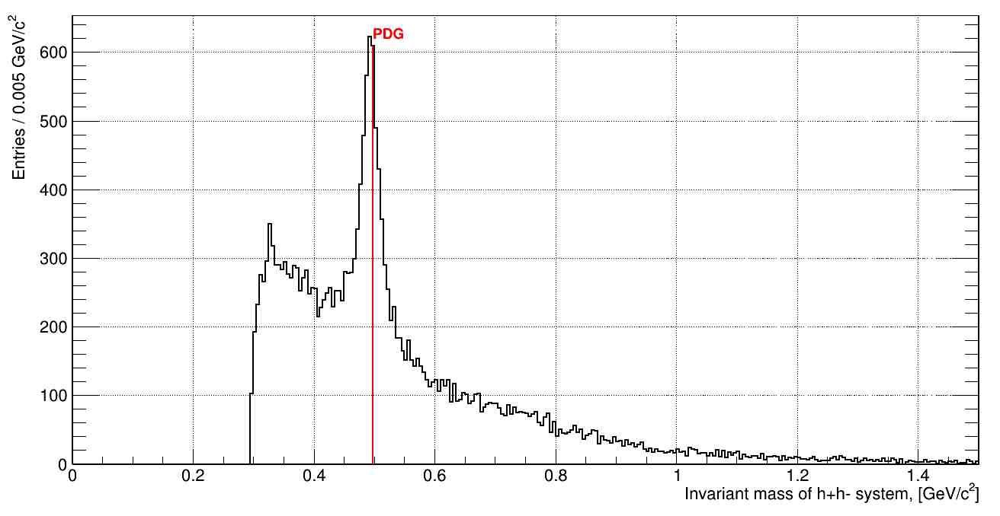 Entries / 0.005 GeV/c²
PDG
600
500
400
300
200
100
0
0 0.2 0.4 0.6 0.8 1 1.2 1.4
Invariant mass of h+h- system, [GeV/c²]